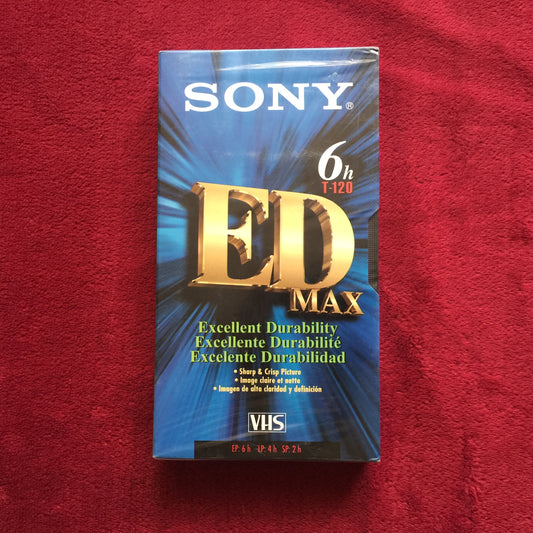 SONY®
6h
T-120
ED
MAX
Excellent Durability
Excellente Durabilité
Excelente Durabilidad
• Sharp & Crisp Picture
• Image claire et nette
• Imagen de alta claridad y definición
VHS
EP: 6 h LP: 4 h SP: 2 h